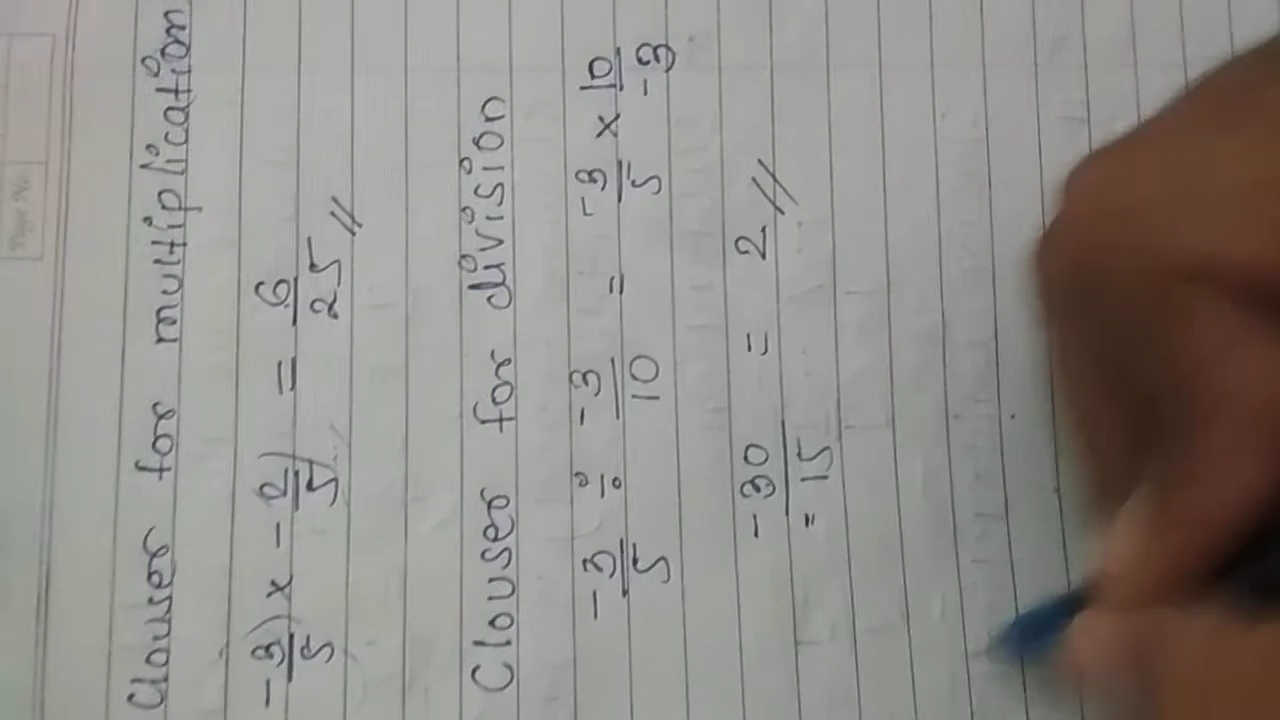 Clouser for multiplication
-3/5) x -2/5) = 6/25 //
Clouser for division
-3/5 ÷ -3/10 = -3/5 x 10/-3
-30/=15 = 2 //